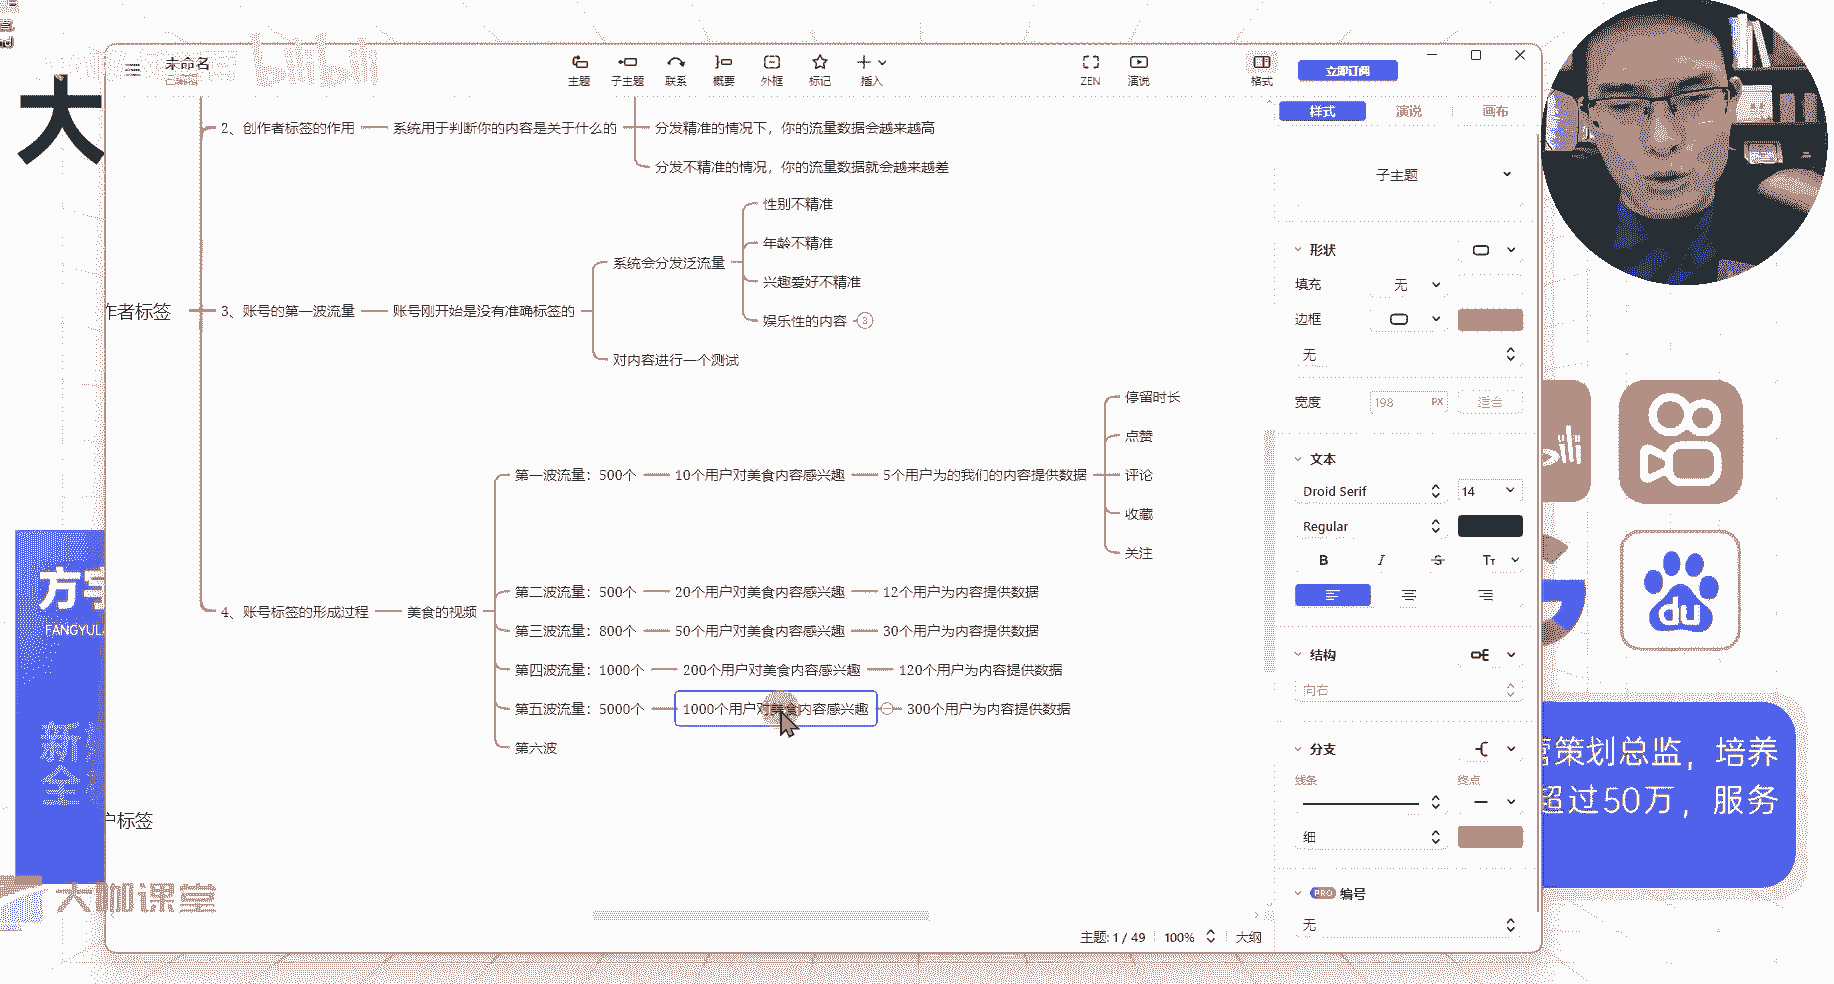 未命名
已编辑
bilibili
主题
子主题
联系
概要
外框
标记
插入
ZEN
演说
格式
立即订阅
样式
演说
画布
大
2、创作者标签的作用
系统用于判断你的内容是关于什么的
分发精准的情况下，你的流量数据会越来越高
分发不精准的情况，你的流量数据就会越来越差
作者标签
3、账号的第一波流量
账号刚开始是没有准确标签的
系统会分发泛流量
性别不精准
年龄不精准
兴趣爱好不精准
娱乐性的内容
3
对内容进行一个测试
4、账号标签的形成过程
美食的视频
第一波流量：500个
10个用户对美食内容感兴趣
5个用户为的我们的内容提供数据
停留时长
点赞
评论
收藏
关注
第二波流量：500个
20个用户对美食内容感兴趣
12个用户为内容提供数据
第三波流量：800个
50个用户对美食内容感兴趣
30个用户为内容提供数据
第四波流量：1000个
200个用户对美食内容感兴趣
120个用户为内容提供数据
第五波流量：5000个
1000个用户对美食内容感兴趣
300个用户为内容提供数据
第六波
户标签
子主题
形状
填充
无
边框
无
宽度
198
PX
适合
文本
Droid Serif
14
Regular
B
I
S
Tт
结构
向右
分支
线条
终点
细
PRO
编号
无
主题: 1 / 49
100%
大纲
方宇
FANGYUL
新
全
大咖课堂
du
营策划总监，培养
超过50万，服务